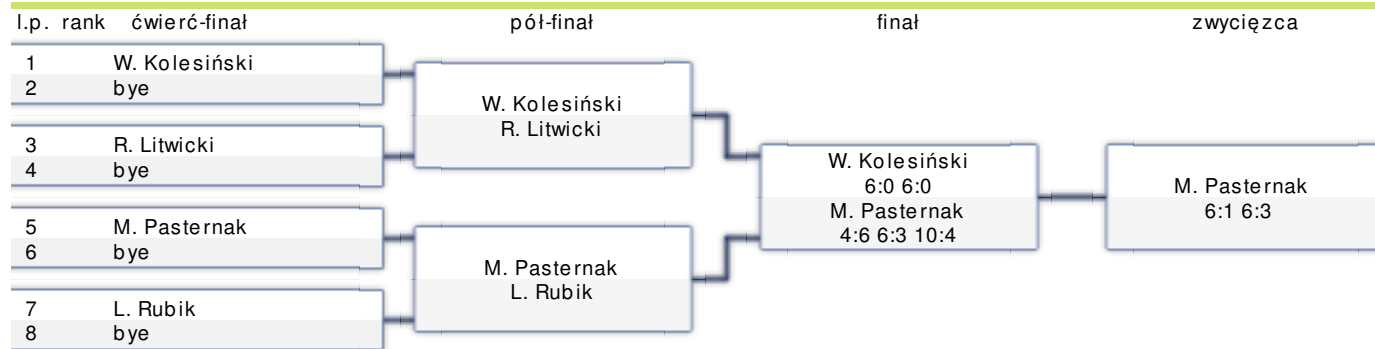 l.p. rank ćwierć-finał pół-finał finał zwycięzca
1 W. Kolesiński
2 bye
3 R. Litwicki
4 bye
5 M. Pasternak
6 bye
7 L. Rubik
8 bye
W. Kolesiński
R. Litwicki
M. Pasternak
L. Rubik
W. Kolesiński
6:0 6:0
M. Pasternak
4:6 6:3 10:4
M. Pasternak
6:1 6:3